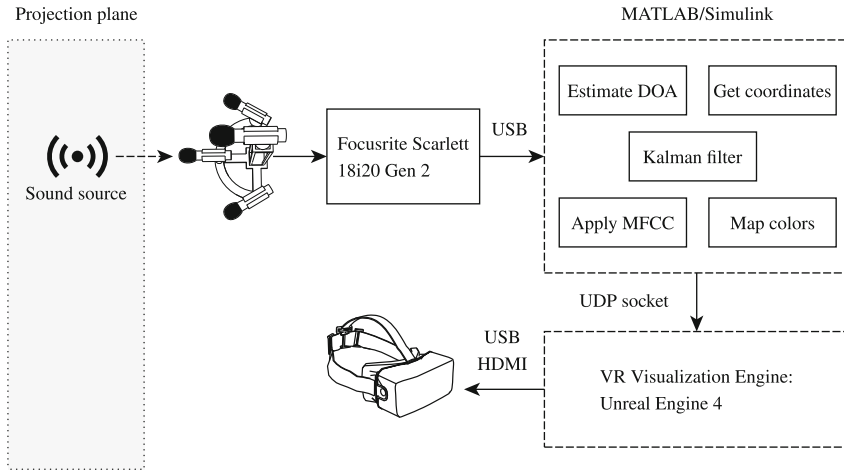 Projection plane
MATLAB/Simulink
Sound source
Focusrite Scarlett
18i20 Gen 2
USB
Estimate DOA
Get coordinates
Kalman filter
Apply MFCC
Map colors
UDP socket
VR Visualization Engine:
Unreal Engine 4
USB
HDMI